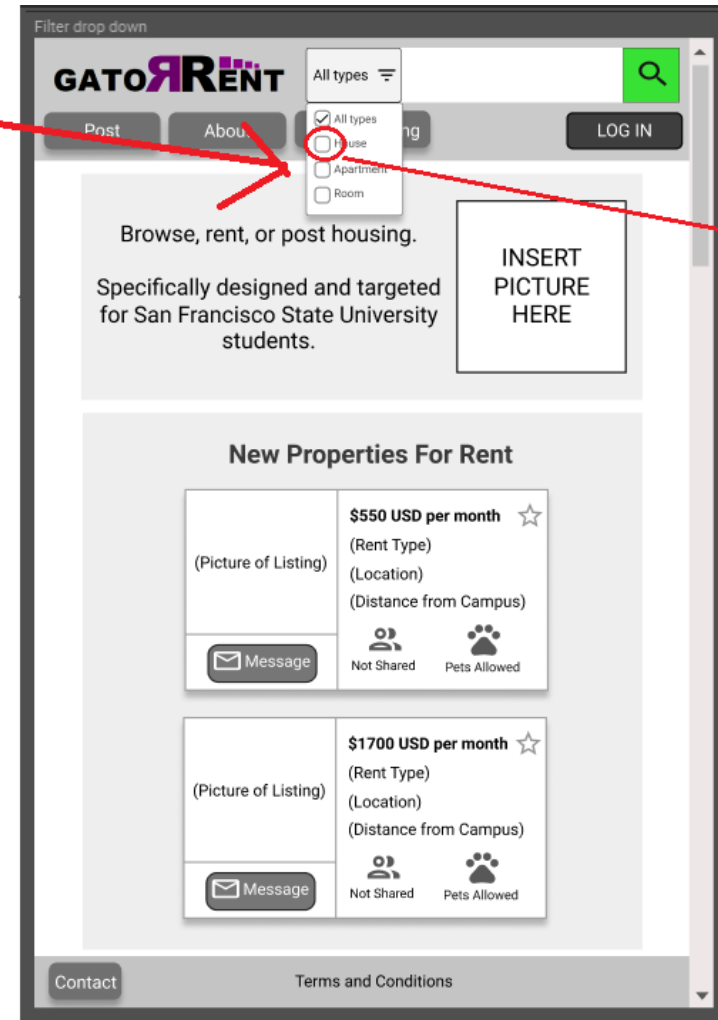 Filter drop down
GATORRENT
All types
All types
House
Apartment
Room
Post
LOG IN
Browse, rent, or post housing.
Specifically designed and targeted
for San Francisco State University
students.
INSERT
PICTURE
HERE
New Properties For Rent
(Picture of Listing)
$550 USD per month
(Rent Type)
(Location)
(Distance from Campus)
Not Shared
Pets Allowed
Message
(Picture of Listing)
$1700 USD per month
(Rent Type)
(Location)
(Distance from Campus)
Not Shared
Pets Allowed
Message
Contact
Terms and Conditions